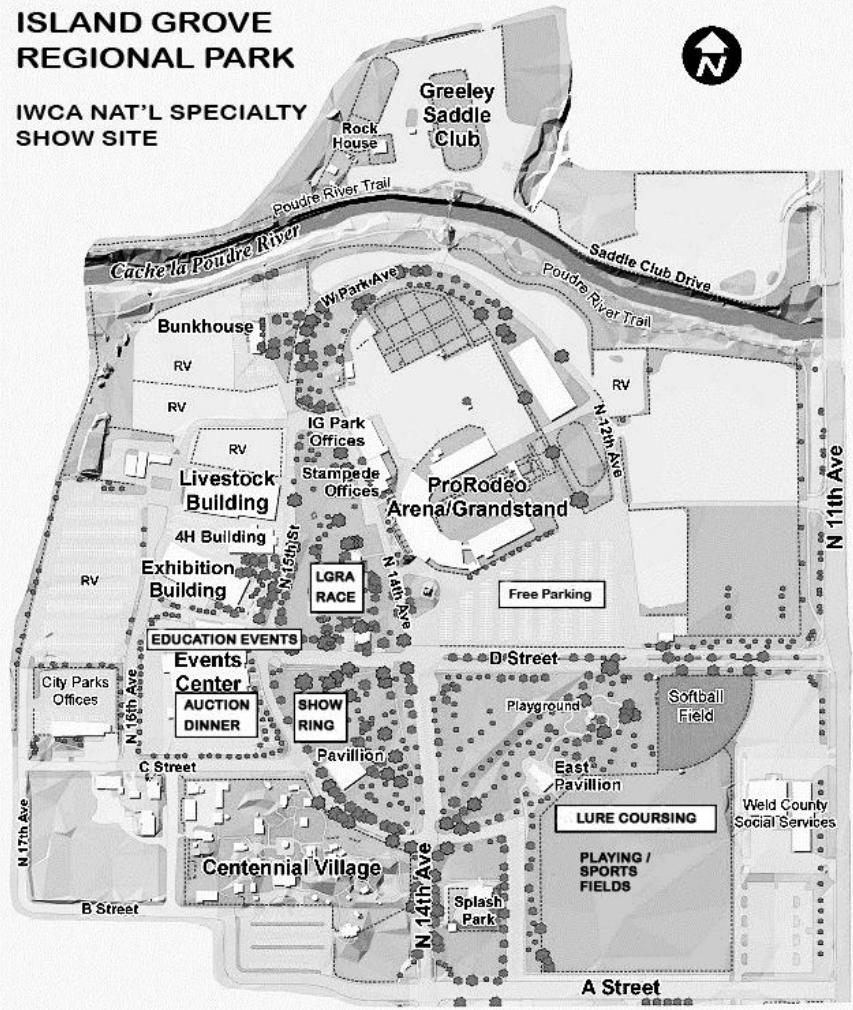 ISLAND GROVE
REGIONAL PARK
IWCA NAT'L SPECIALTY
SHOW SITE
N
Greeley
Saddle
Club
Rock
House
Poudre River Trail
Cache la Poudre River
Saddle Club Drive
Poudre River Trail
W Park Ave
Bunkhouse
RV
RV
RV
RV
N 12th Ave
IG Park
Offices
Stampede
Offices
Livestock
Building
ProRodeo
Arena/Grandstand
N 11th Ave
4H Building
N 15th St
Exhibition
Building
RV
LGRA
RACE
N 14th Ave
Free Parking
EDUCATION EVENTS
D Street
Events
Center
City Parks
Offices
N 16th Ave
AUCTION
DINNER
SHOW
RING
Playground
Softball
Field
Pavillion
C Street
East
Pavillion
N 17th Ave
LURE COURSING
Weld County
Social Services
PLAYING /
SPORTS
FIELDS
Centennial Village
N 14th Ave
B Street
Splash
Park
A Street